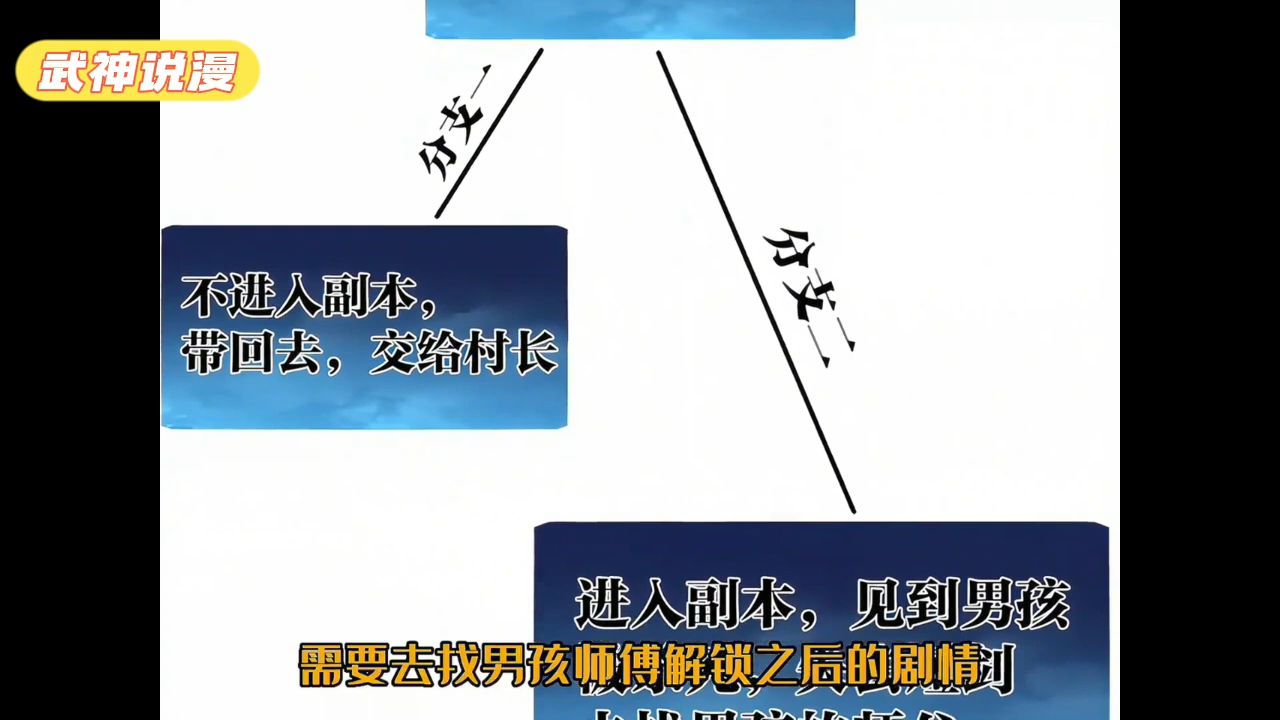 武神说漫
分支一
分支二
不进入副本，
带回去，交给村长
进入副本，见到男孩
需要去找男孩师傅解锁之后的剧情